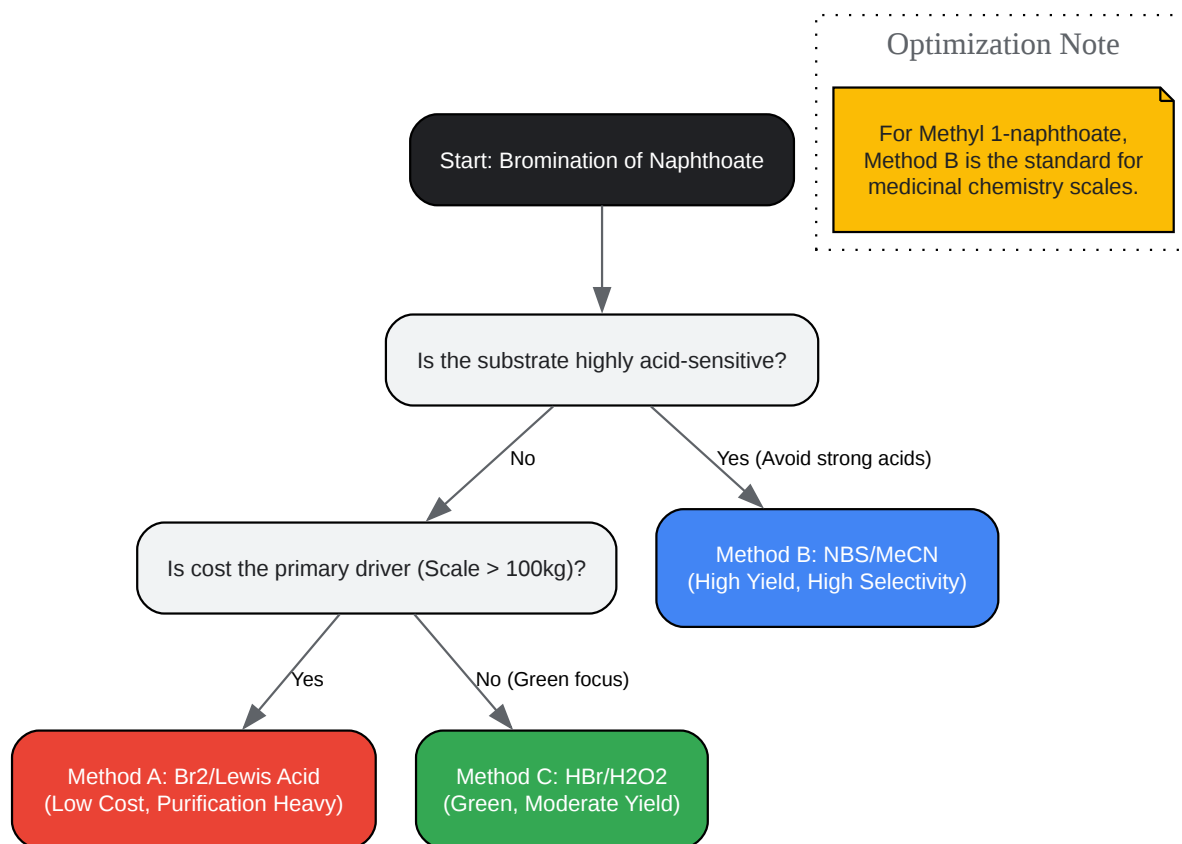 Optimization Note
For Methyl 1-naphthoate,
Method B is the standard for
medicinal chemistry scales.
Start: Bromination of Naphthoate
Is the substrate highly acid-sensitive?
No
Yes (Avoid strong acids)
Is cost the primary driver (Scale > 100kg)?
Method B: NBS/MeCN
(High Yield, High Selectivity)
Yes
No (Green focus)
Method A: Br2/Lewis Acid
(Low Cost, Purification Heavy)
Method C: HBr/H2O2
(Green, Moderate Yield)